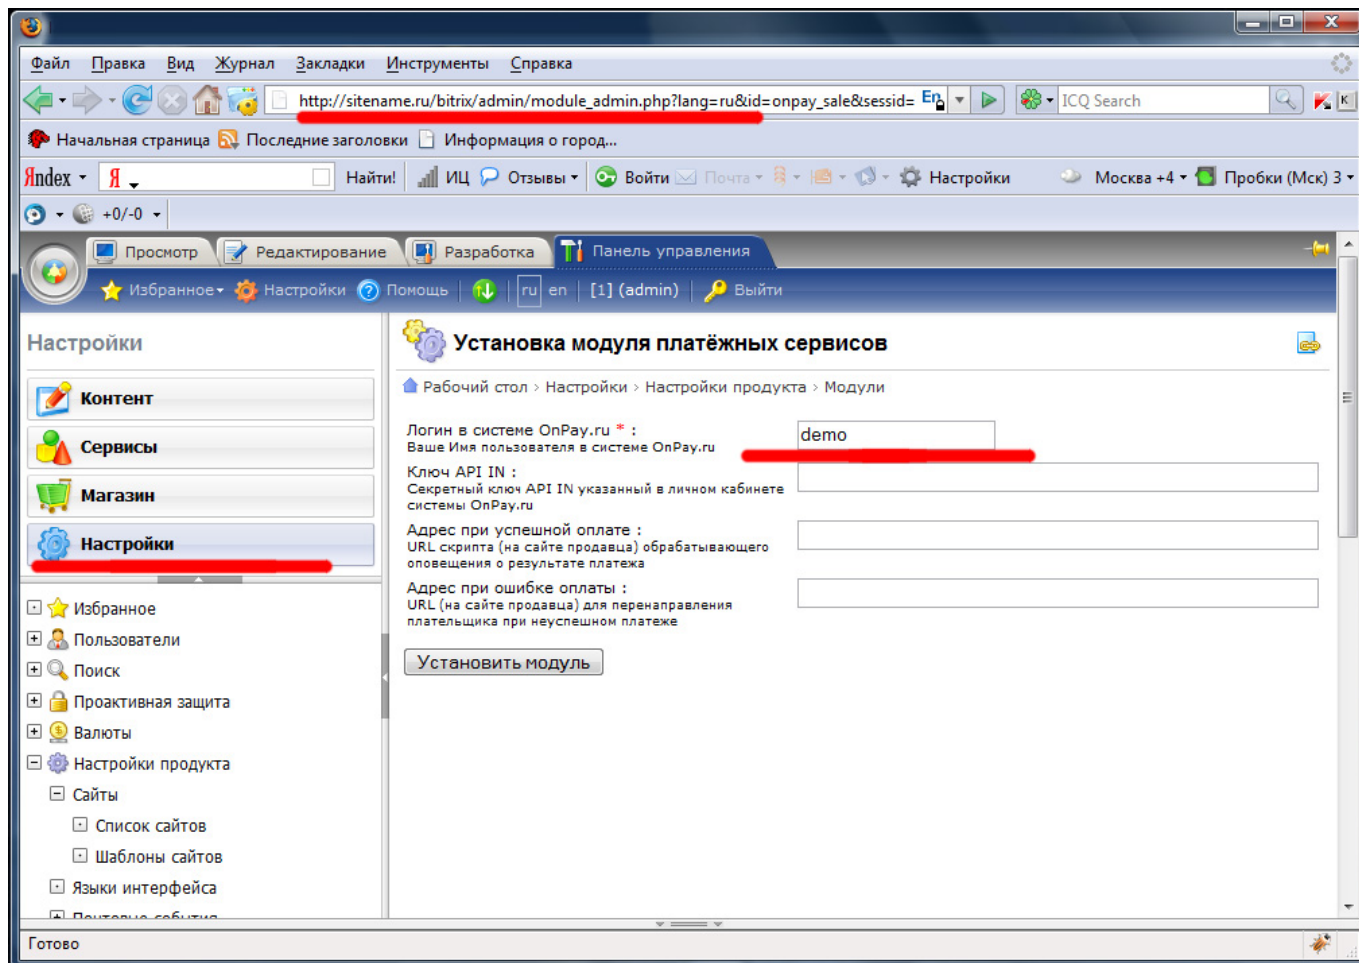 Файл Правка Вид Журнал Закладки Инструменты Справка
http://sitename.ru/bitrix/admin/module_admin.php?lang=ru&id=onpay_sale&sessid= En ICQ Search K
Начальная страница Последние заголовки Информация о город...
Яndex Я Найти! ИЦ Отзывы Войти Почта Настройки Москва +4 Пробки (Мск) 3
+0/-0
Просмотр Редактирование Разработка Панель управления
Избранное Настройки Помощь ru en [1] (admin) Выйти
Настройки
Контент
Сервисы
Магазин
Настройки
Избранное
Пользователи
Поиск
Проактивная защита
Валюты
Настройки продукта
Сайты
Список сайтов
Шаблоны сайтов
Языки интерфейса
Почтовые события
Установка модуля платёжных сервисов
Рабочий стол › Настройки › Настройки продукта › Модули
Логин в системе OnPay.ru * : demo
Ваше Имя пользователя в системе OnPay.ru
Ключ API IN :
Секретный ключ API IN указанный в личном кабинете
системы OnPay.ru
Адрес при успешной оплате :
URL скрипта (на сайте продавца) обрабатывающего
оповещения о результате платежа
Адрес при ошибке оплаты :
URL (на сайте продавца) для перенаправления
плательщика при неуспешном платеже
Установить модуль
Готово